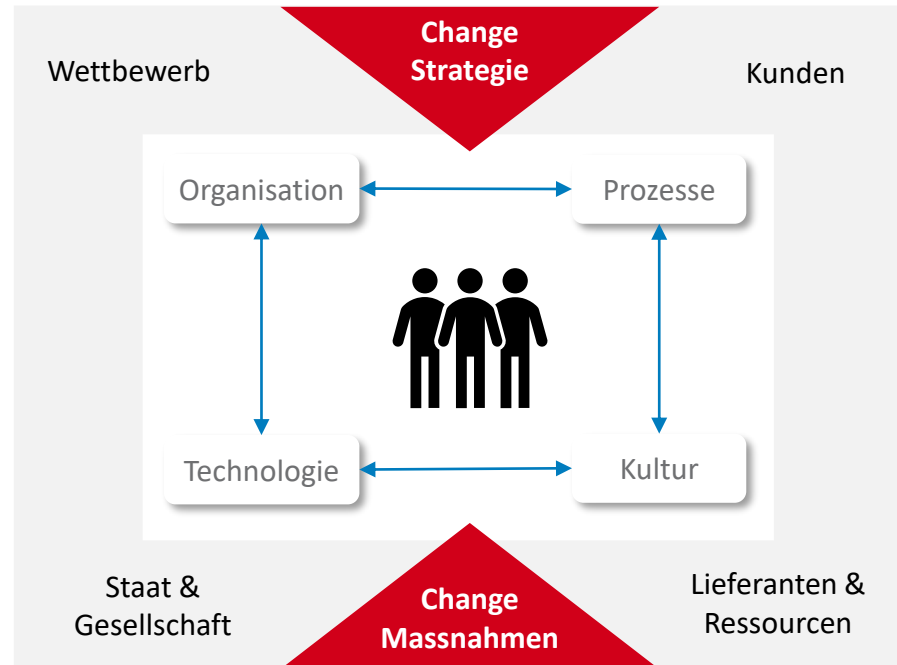 Change
Strategie
Wettbewerb
Kunden
Organisation
Prozesse
Technologie
Kultur
Staat &
Gesellschaft
Change
Massnahmen
Lieferanten &
Ressourcen